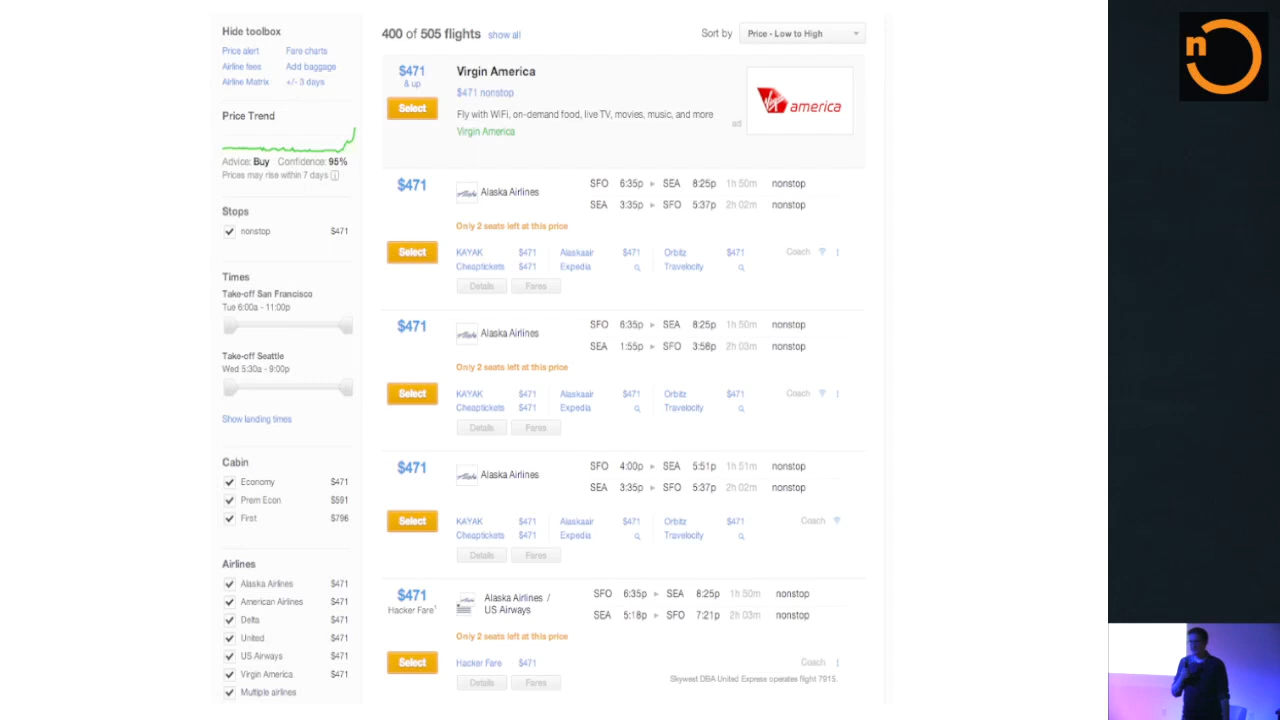 Hide toolbox
Price alert Fare charts
Airline fees Add baggage
Airline Matrix +/- 3 days
Price Trend
Advice: Buy Confidence: 95%
Prices may rise within 7 days i
Stops
nonstop $471
Times
Take-off San Francisco
Tue 6:00a - 11:00p
Take-off Seattle
Wed 5:30a - 9:00p
Show landing times
Cabin
Economy $471
Prem Econ $591
First $796
Airlines
Alaska Airlines $471
American Airlines $471
Delta $471
United $471
US Airways $471
Virgin America $471
Multiple airlines
400 of 505 flights show all
Sort by Price - Low to High
$471
& up
Select
Virgin America
$471 nonstop
Fly with WiFi, on-demand food, live TV, movies, music, and more
Virgin America
ad
Virgin america
$471
Alaska Airlines
SFO 6:35p SEA 8:25p 1h 50m nonstop
SEA 3:35p SFO 5:37p 2h 02m nonstop
Only 2 seats left at this price
Select
KAYAK $471 Alaskaair $471 Orbitz $471 Coach
Cheaptickets $471 Expedia Travelocity
Details Fares
$471
Alaska Airlines
SFO 6:35p SEA 8:25p 1h 50m nonstop
SEA 1:55p SFO 3:58p 2h 03m nonstop
Only 2 seats left at this price
Select
KAYAK $471 Alaskaair $471 Orbitz $471 Coach
Cheaptickets $471 Expedia Travelocity
Details Fares
$471
Alaska Airlines
SFO 4:00p SEA 5:51p 1h 51m nonstop
SEA 3:35p SFO 5:37p 2h 02m nonstop
Select
KAYAK $471 Alaskaair $471 Orbitz $471 Coach
Cheaptickets $471 Expedia Travelocity
Details Fares
$471
Hacker Fare
Alaska Airlines /
US Airways
SFO 6:35p SEA 8:25p 1h 50m nonstop
SEA 5:18p SFO 7:21p 2h 03m nonstop
Only 2 seats left at this price
Select
Hacker Fare $471 Coach
Details Fares
Skywest DBA United Express operates flight 7915.
n